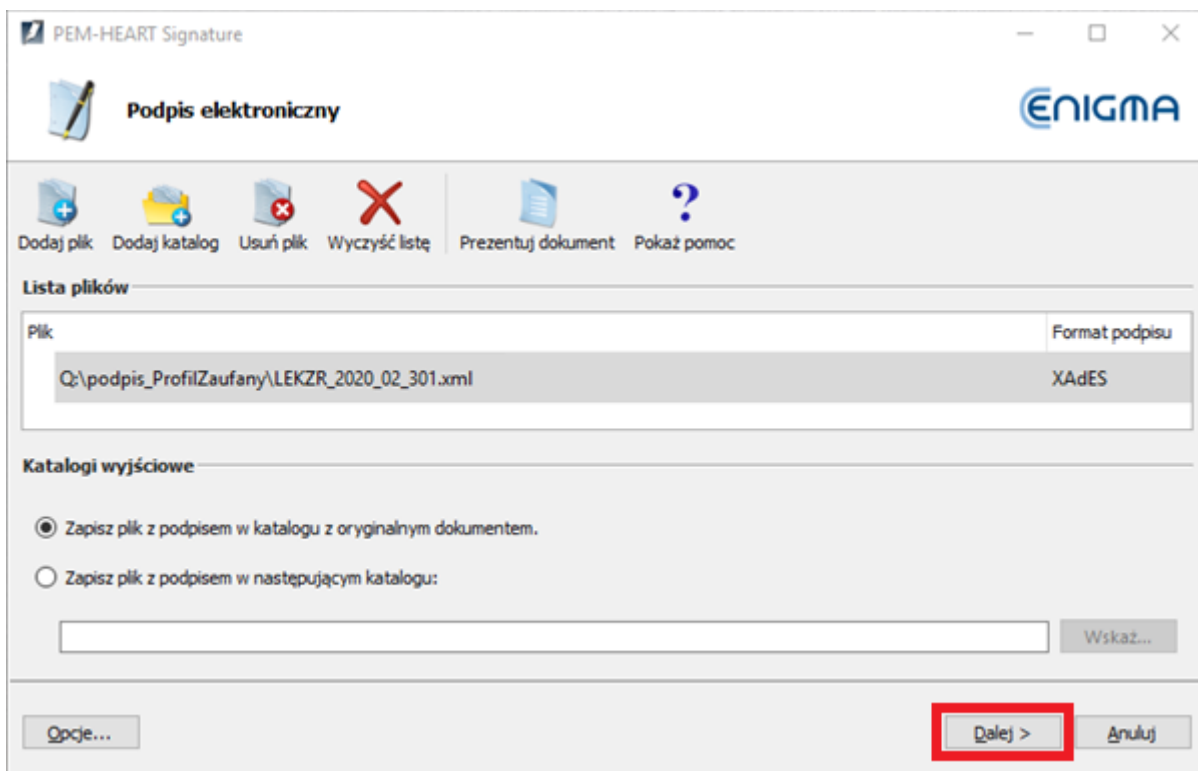 PEM-HEART Signature
Podpis elektroniczny
ENIGMA
Dodaj plik Dodaj katalog Usuń plik Wyczyść listę Prezentuj dokument Pokaż pomoc
Lista plików
Plik Format podpisu
Q:\podpis_ProfilZaufany\LEKZR_2020_02_301.xml XAdES
Katalogi wyjściowe
Zapisz plik z podpisem w katalogu z oryginalnym dokumentem.
Zapisz plik z podpisem w następującym katalogu:
Wskaż...
Opcje... Dalej > Anuluj